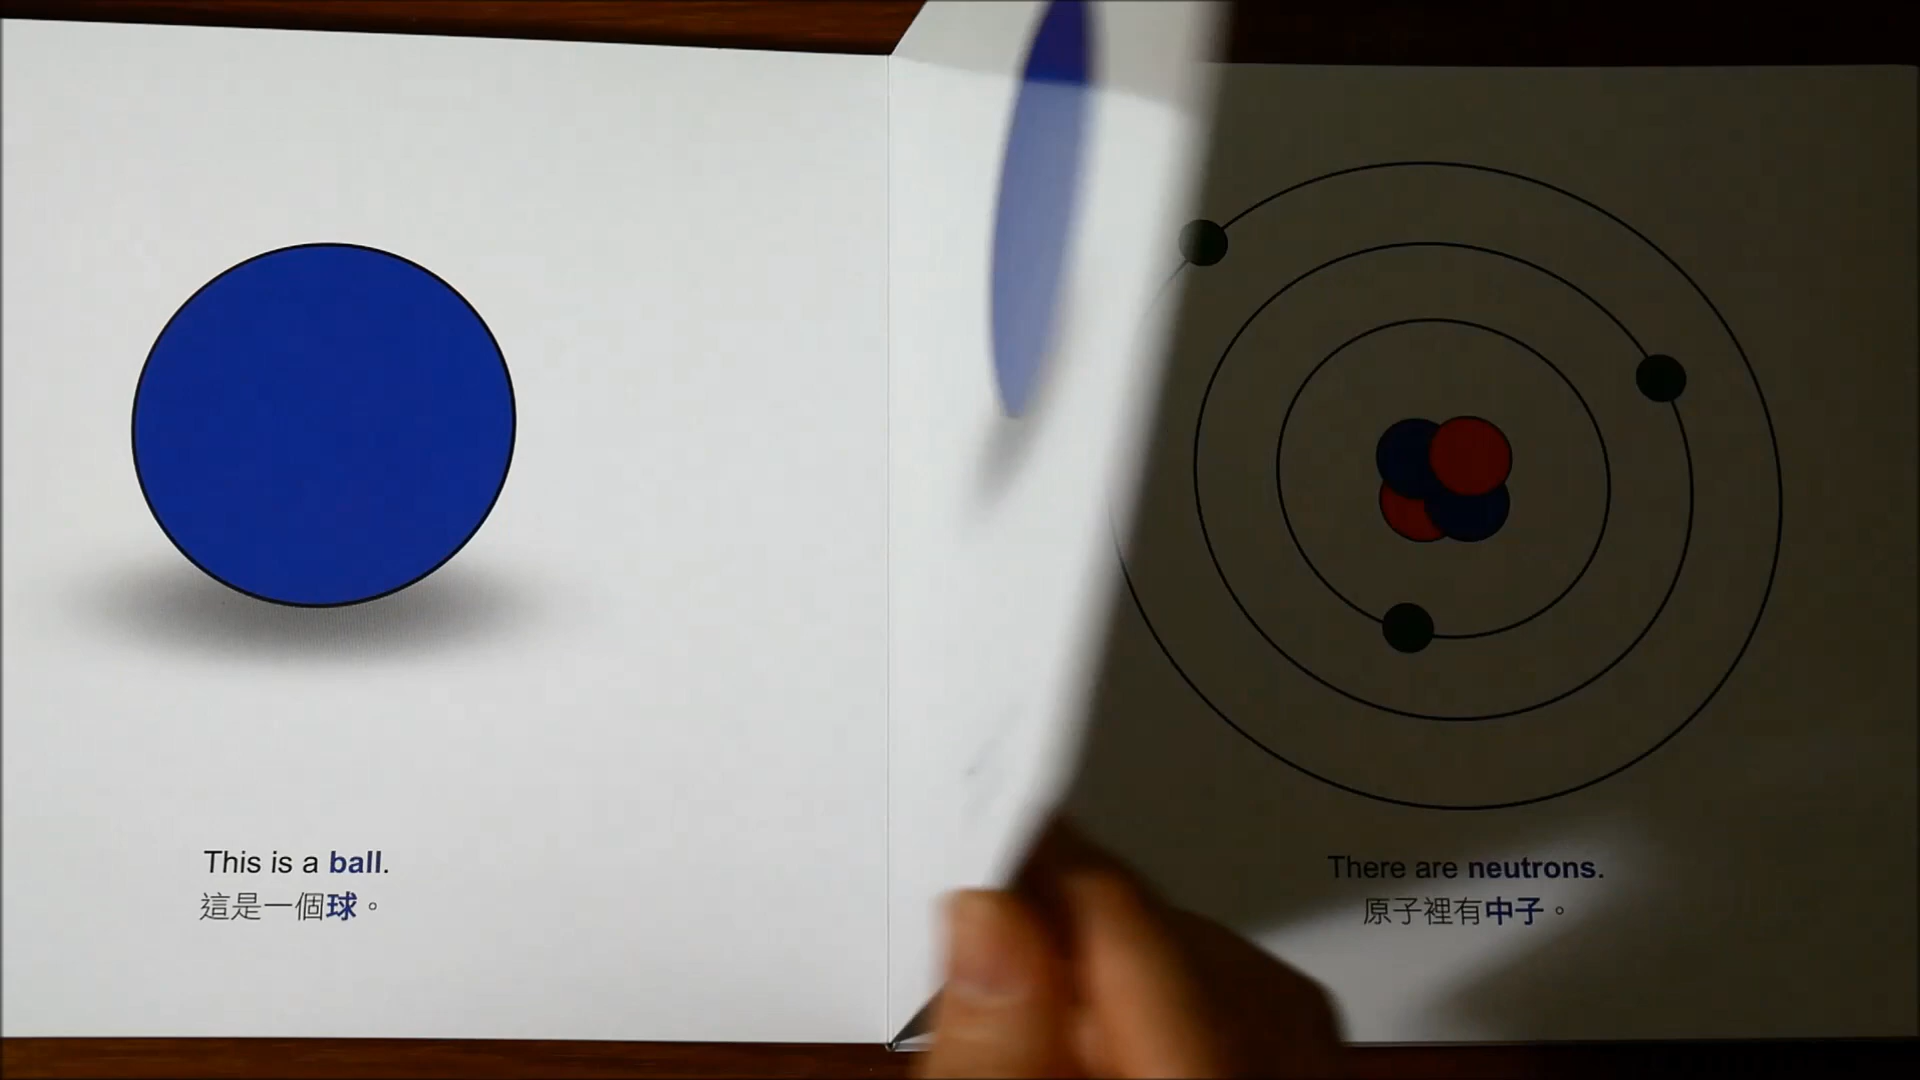 This is a ball.
這是一個球。
There are neutrons.
原子裡有中子。